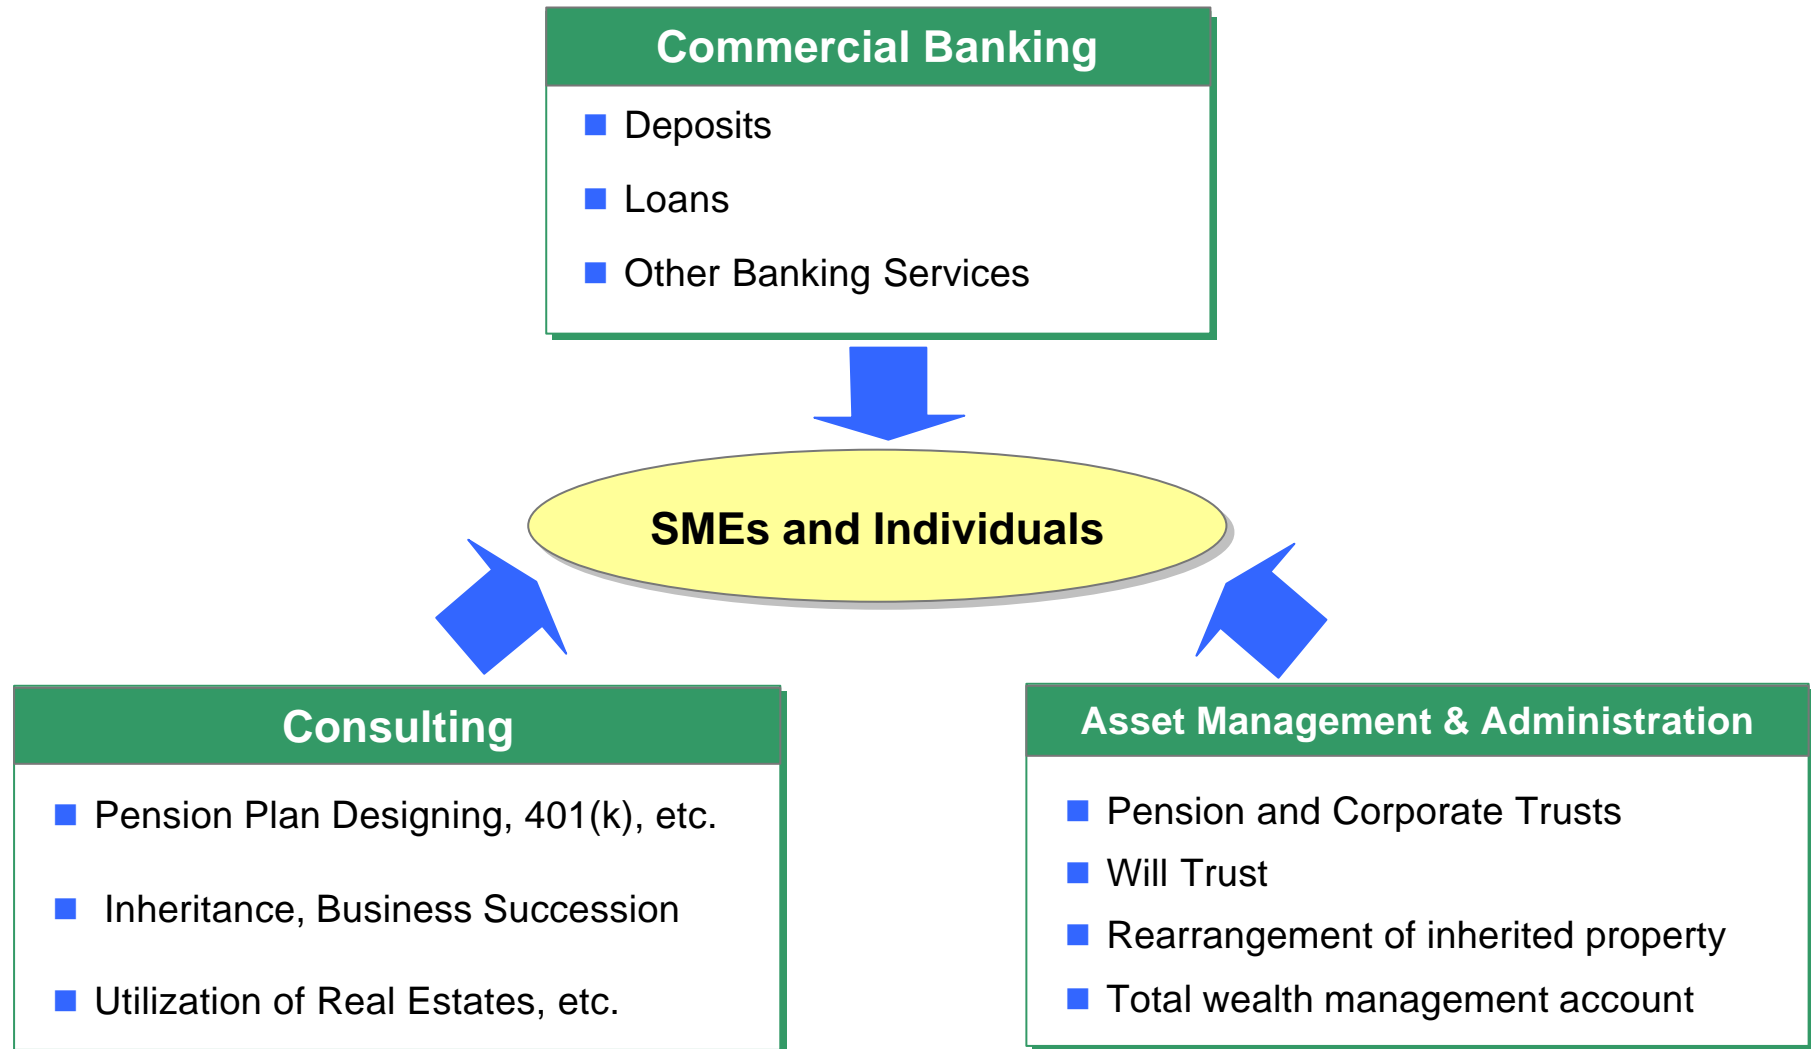 Commercial Banking
Deposits
Loans
Other Banking Services
SMEs and Individuals
Consulting
Pension Plan Designing, 401(k), etc.
Inheritance, Business Succession
Utilization of Real Estates, etc.
Asset Management & Administration
Pension and Corporate Trusts
Will Trust
Rearrangement of inherited property
Total wealth management account